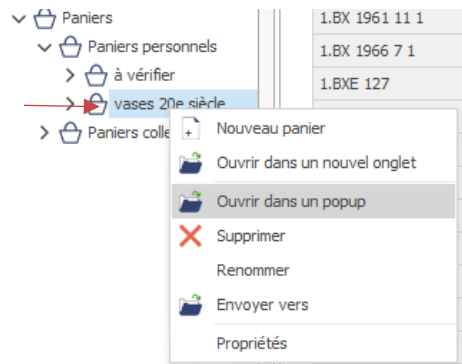 Paniers
Paniers personnels
à vérifier
vases 20e siècle
Paniers colle
1.BX 1961 11 1
1.BX 1966 7 1
1.BXE 127
Nouveau panier
Ouvrir dans un nouvel onglet
Ouvrir dans un popup
Supprimer
Renommer
Envoyer vers
Propriétés